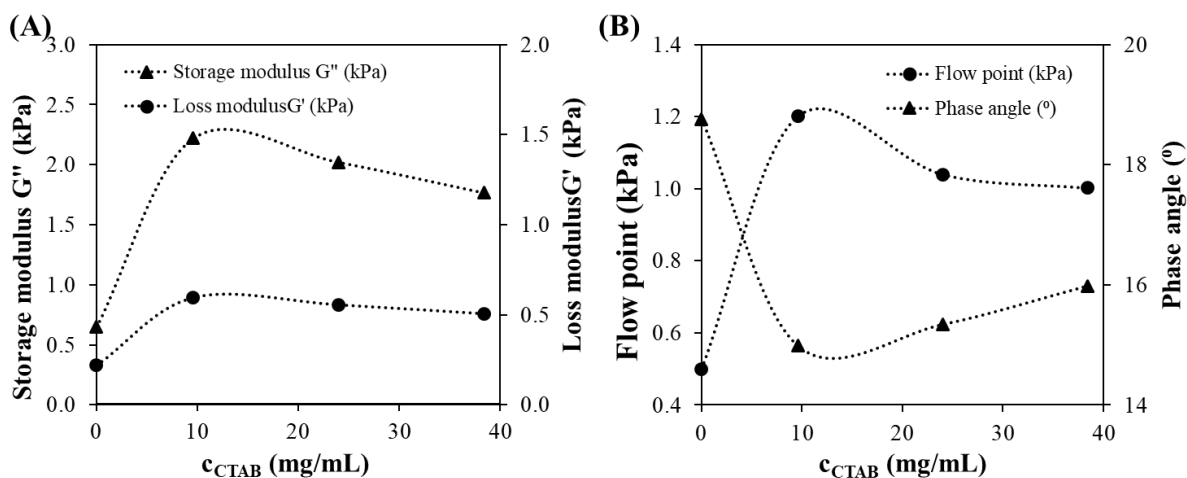 (A)
3.0
2.5
2.0
1.5
1.0
0.5
0.0
Storage modulus G" (kPa)
Storage modulus G" (kPa)
Loss modulusG' (kPa)
2.0
1.5
1.0
0.5
0.0
Loss modulusG' (kPa)
0 10 20 30 40
cCTAB (mg/mL)
(B)
1.4
1.2
1.0
0.8
0.6
0.4
Flow point (kPa)
Flow point (kPa)
Phase angle (º)
20
18
16
14
Phase angle (º)
0 10 20 30 40
cCTAB (mg/mL)